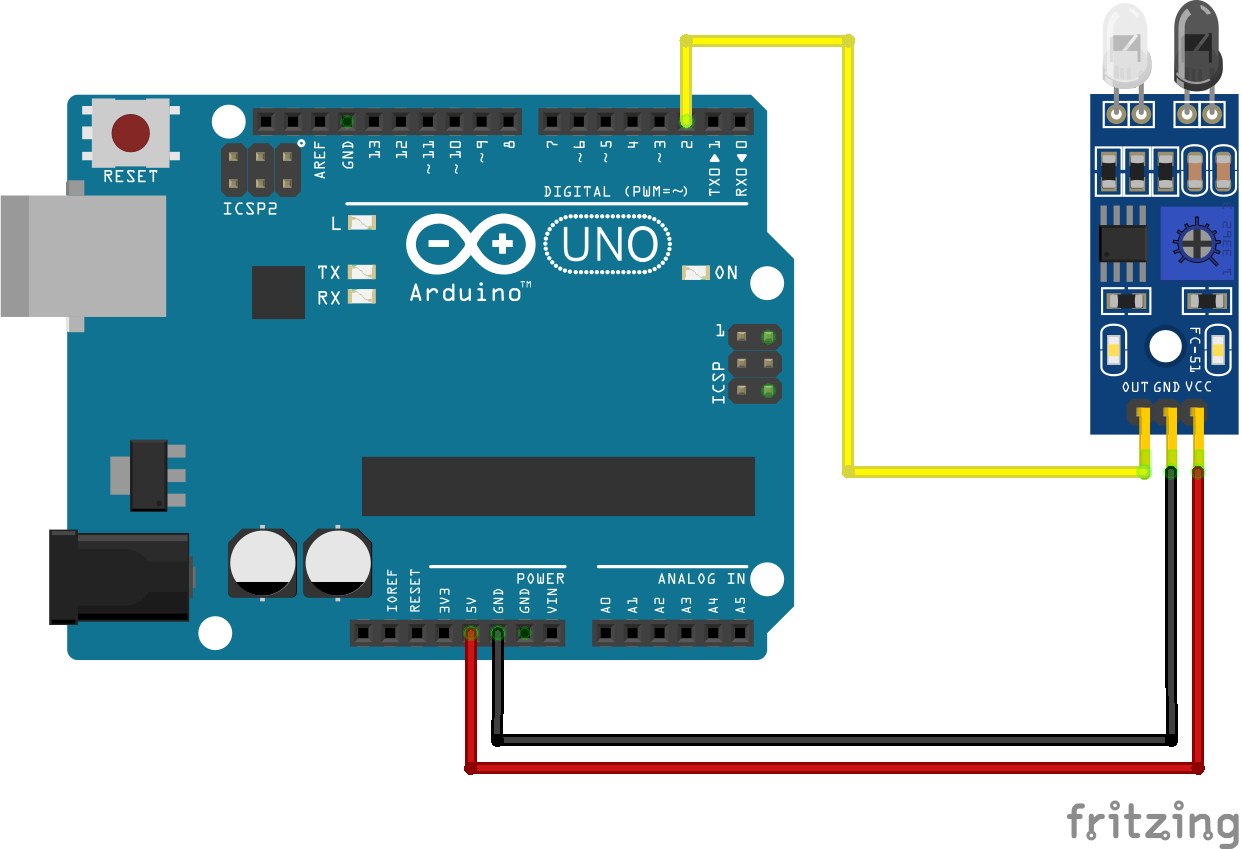 RESET
ICSP2
AREF
GND
13
12
~11
~10
~9
8
7
~6
~5
4
~3
2
TX0▶1
RX0◀0
DIGITAL (PWM=~)
L
TX
RX
Arduino™
UNO
ON
1
ICSP
IOREF
RESET
3V3
5V
GND
GND
VIN
POWER
ANALOG IN
A0
A1
A2
A3
A4
A5
FC-51
OUT GND VCC
fritzing